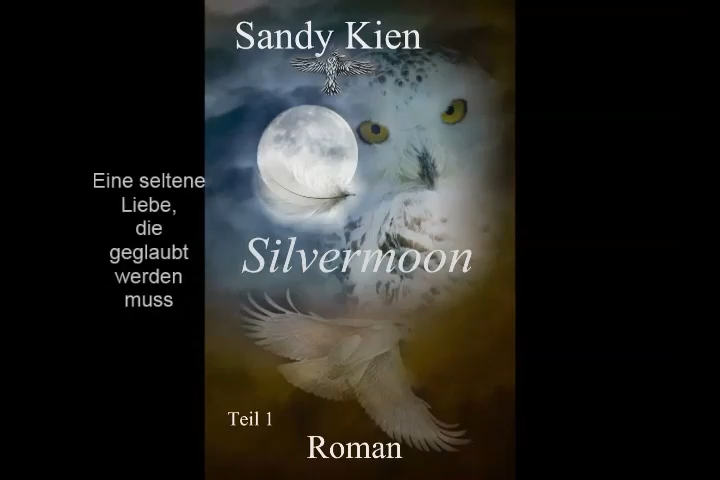 Sandy Kien
Eine seltene
Liebe,
die
geglaubt
werden
muss
Silvermoon
Teil 1
Roman